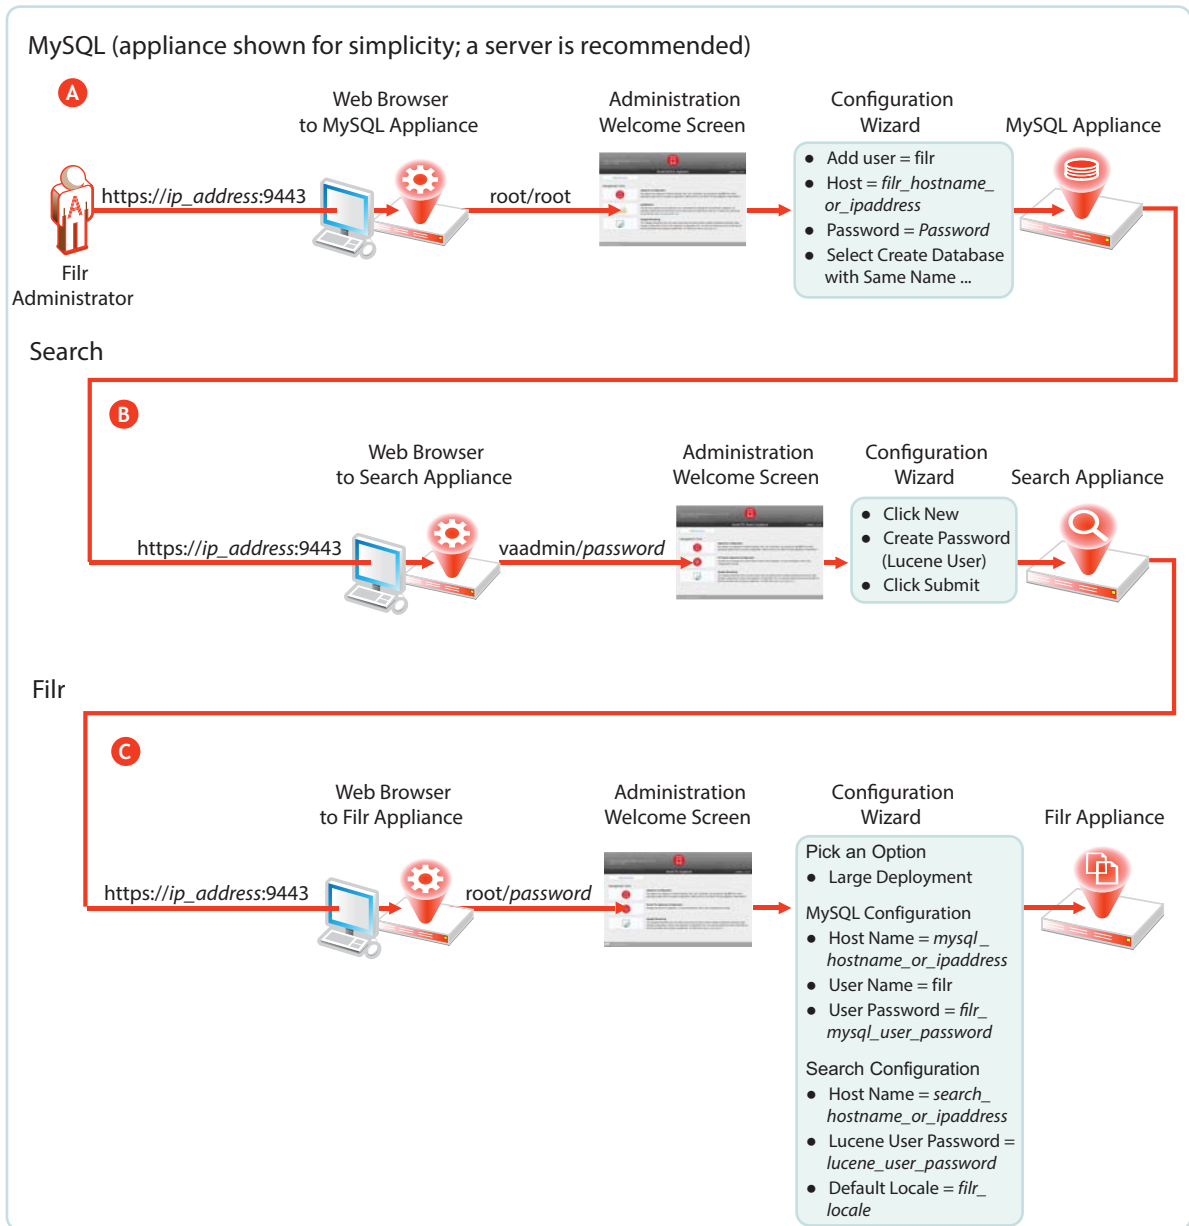 MySQL (appliance shown for simplicity; a server is recommended)
A
Web Browser
to MySQL Appliance
Administration
Welcome Screen
Configuration
Wizard
MySQL Appliance
https://ip_address:9443
root/root
● Add user = filr
● Host = filr_hostname_
or_ipaddress
● Password = Password
● Select Create Database
with Same Name ...
A
Filr
Administrator
Search
B
Web Browser
to Search Appliance
Administration
Welcome Screen
Configuration
Wizard
Search Appliance
https://ip_address:9443
vaadmin/password
● Click New
● Create Password
(Lucene User)
● Click Submit
Filr
C
Web Browser
to Filr Appliance
Administration
Welcome Screen
Configuration
Wizard
Filr Appliance
https://ip_address:9443
root/password
Pick an Option
● Large Deployment
MySQL Configuration
● Host Name = mysql_
hostname_or_ipaddress
● User Name = filr
● User Password = filr_
mysql_user_password
Search Configuration
● Host Name = search_
hostname_or_ipaddress
● Lucene User Password =
lucene_user_password
● Default Locale = filr_
locale